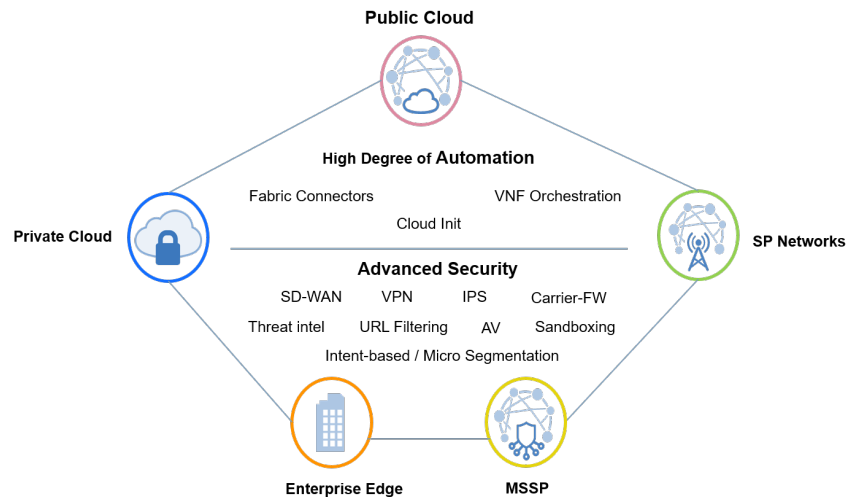 Public Cloud
High Degree of Automation
Fabric Connectors
VNF Orchestration
Cloud Init
Private Cloud
SP Networks
Advanced Security
SD-WAN VPN IPS Carrier-FW
Threat intel URL Filtering AV Sandboxing
Intent-based / Micro Segmentation
Enterprise Edge
MSSP